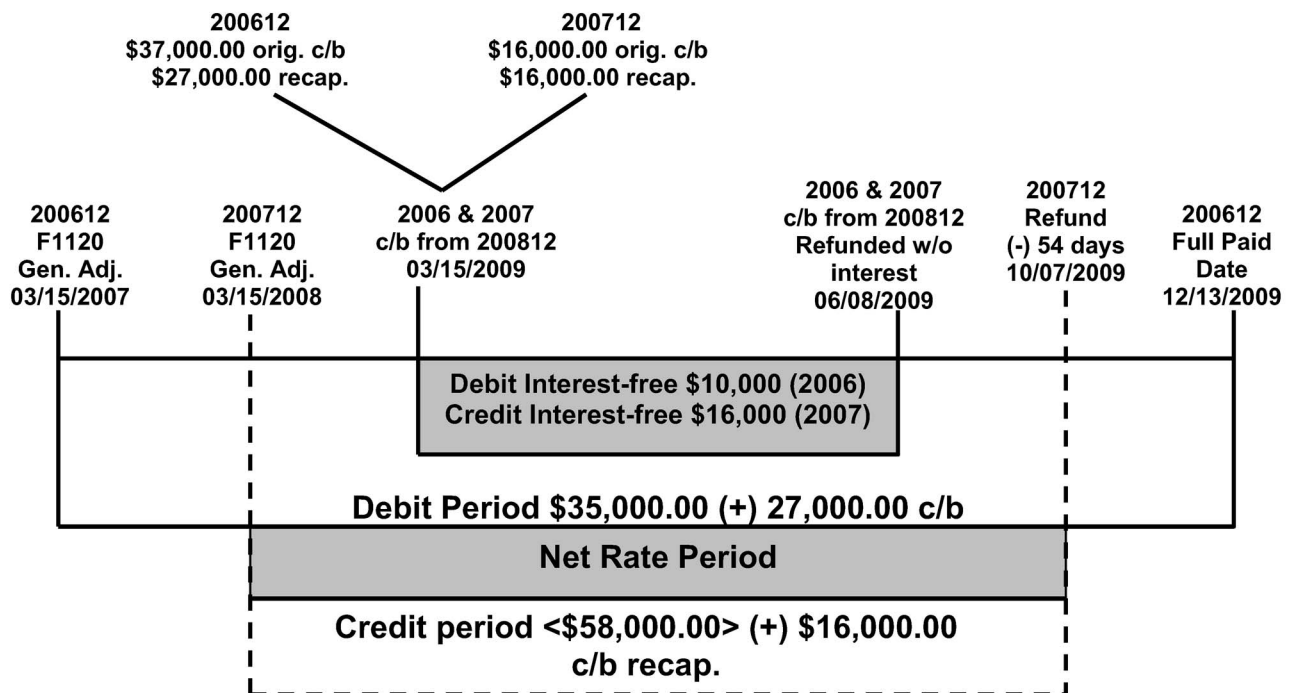 200612
$37,000.00 orig. c/b
$27,000.00 recap.
200712
$16,000.00 orig. c/b
$16,000.00 recap.
200612
F1120
Gen. Adj.
03/15/2007
200712
F1120
Gen. Adj.
03/15/2008
2006 & 2007
c/b from 200812
03/15/2009
2006 & 2007
c/b from 200812
Refunded w/o
interest
06/08/2009
200712
Refund
(-) 54 days
10/07/2009
200612
Full Paid
Date
12/13/2009
Debit Interest-free $10,000 (2006)
Credit Interest-free $16,000 (2007)
Debit Period $35,000.00 (+) 27,000.00 c/b
Net Rate Period
Credit period <$58,000.00> (+) $16,000.00
c/b recap.